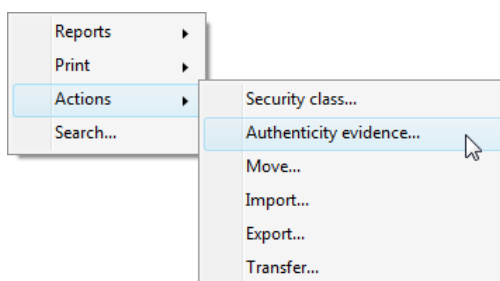 Reports
Print
Actions
Search...
Security class...
Authenticity evidence...
Move...
Import...
Export...
Transfer...